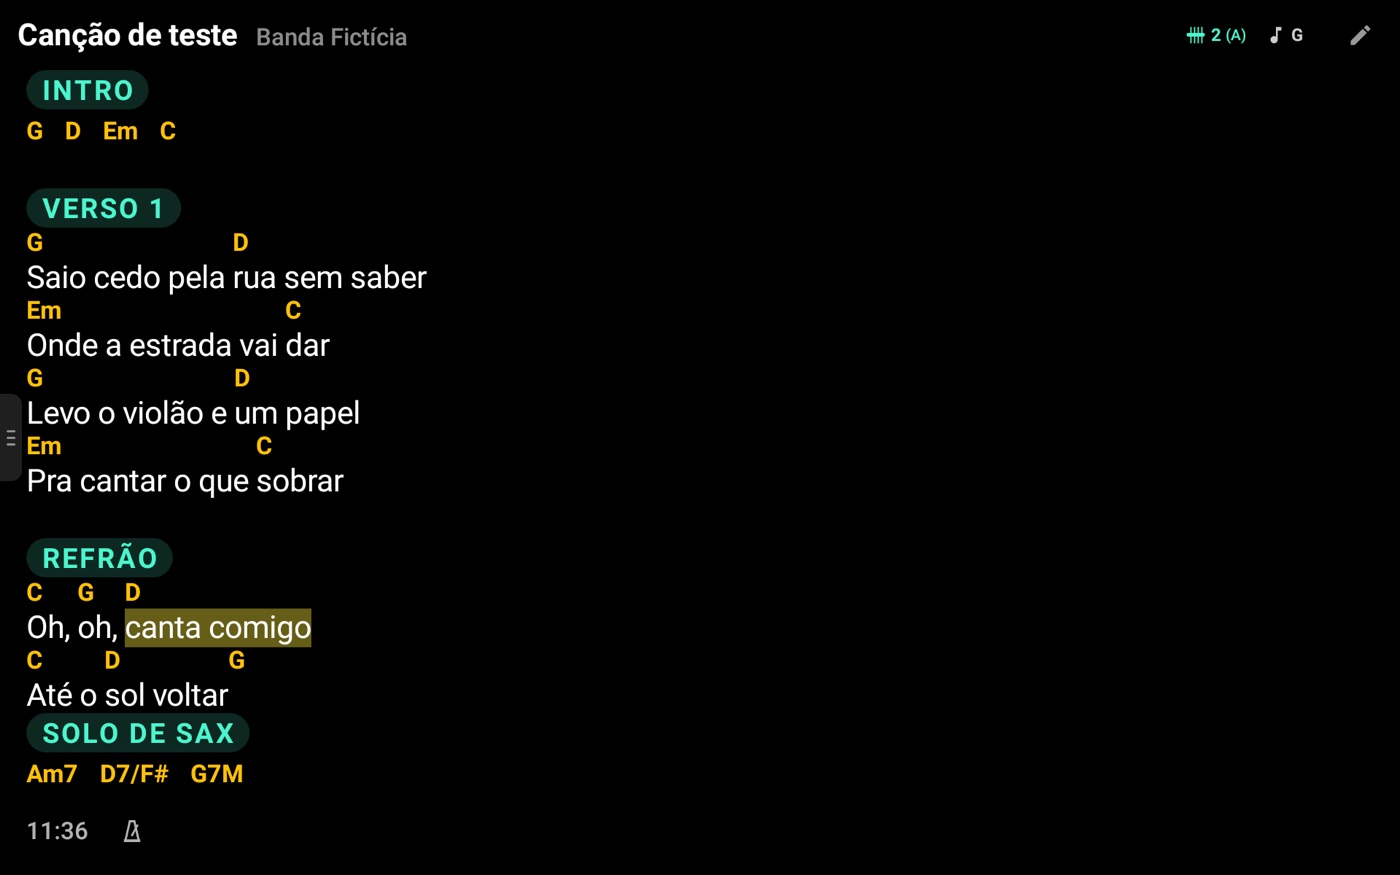 Canção de teste Banda Fictícia 2 (A) G
INTRO
G D Em C
VERSO 1
G D
Saio cedo pela rua sem saber
Em C
Onde a estrada vai dar
G D
Levo o violão e um papel
Em C
Pra cantar o que sobrar
REFRÃO
C G D
Oh, oh, canta comigo
C D G
Até o sol voltar
SOLO DE SAX
Am7 D7/F# G7M
11:36